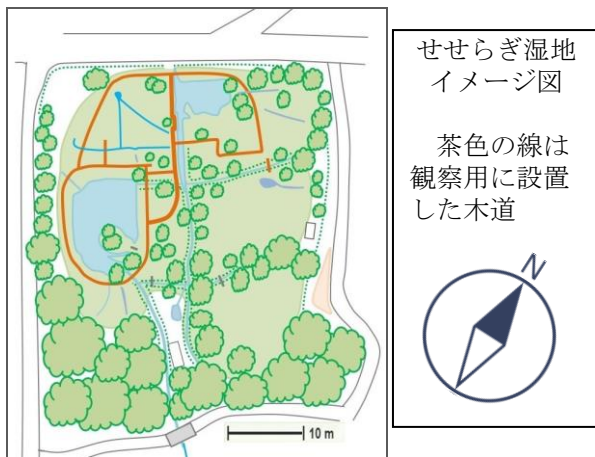 せせらぎ湿地
イメージ図
茶色の線は
観察用に設置
した木道
N
10 m